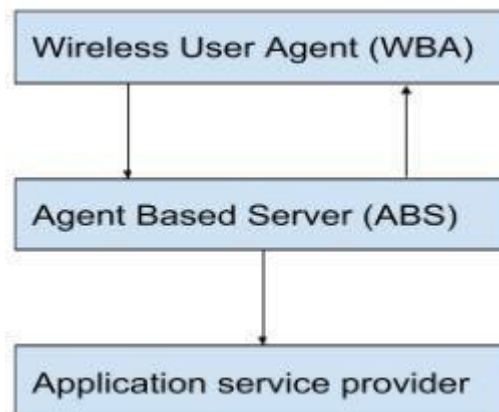 Wireless User Agent (WBA)
Agent Based Server (ABS)
Application service provider